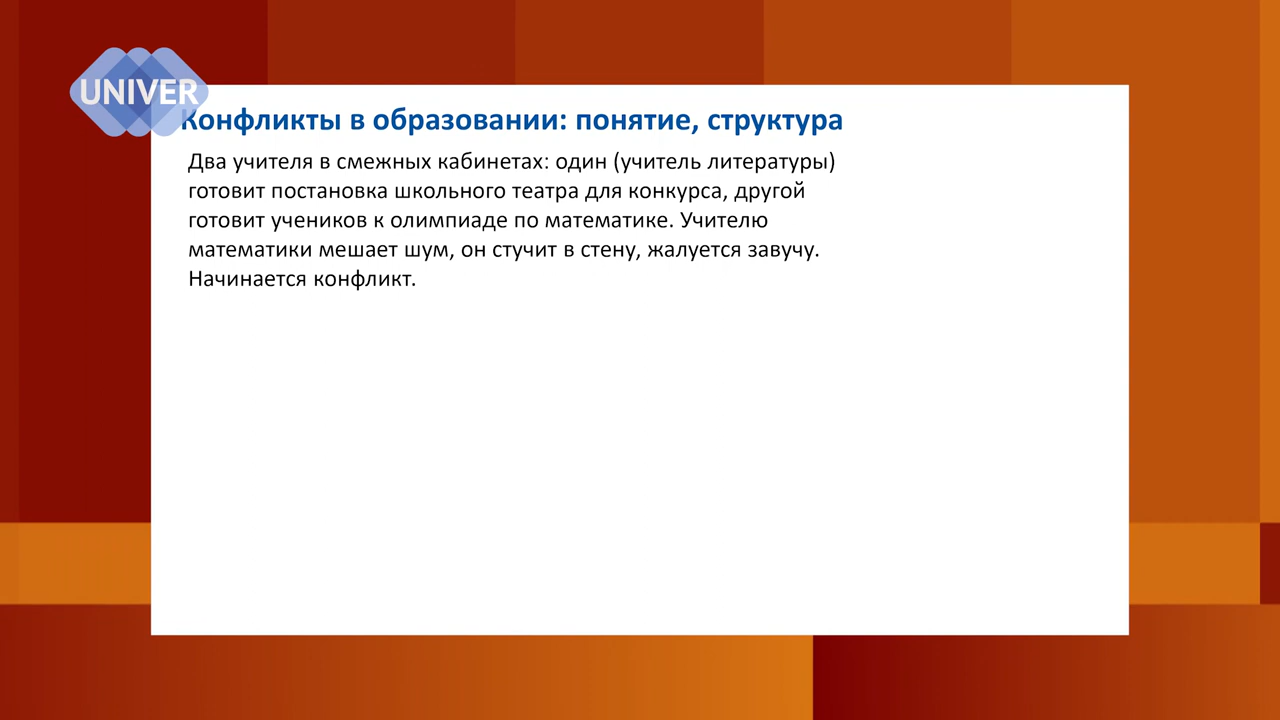 UNIVER
Конфликты в образовании: понятие, структура
Два учителя в смежных кабинетах: один (учитель литературы)
готовит постановка школьного театра для конкурса, другой
готовит учеников к олимпиаде по математике. Учителю
математики мешает шум, он стучит в стену, жалуется завучу.
Начинается конфликт.